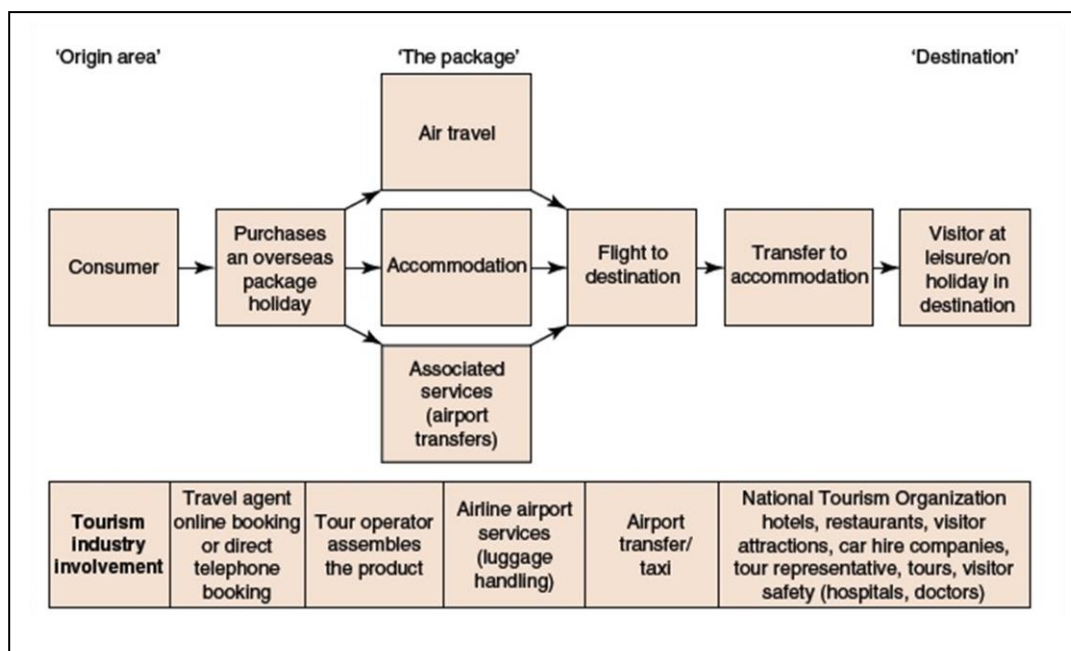 'Origin area'
'The package'
'Destination'
Air travel
Consumer
Purchases
an overseas
package
holiday
Accommodation
Flight to
destination
Transfer to
accommodation
Visitor at
leisure/on
holiday in
destination
Associated
services
(airport
transfers)
Tourism
industry
involvement
Travel agent
online booking
or direct
telephone
booking
Tour operator
assembles
the product
Airline airport
services
(luggage
handling)
Airport
transfer/
taxi
National Tourism Organization
hotels, restaurants, visitor
attractions, car hire companies,
tour representative, tours, visitor
safety (hospitals, doctors)